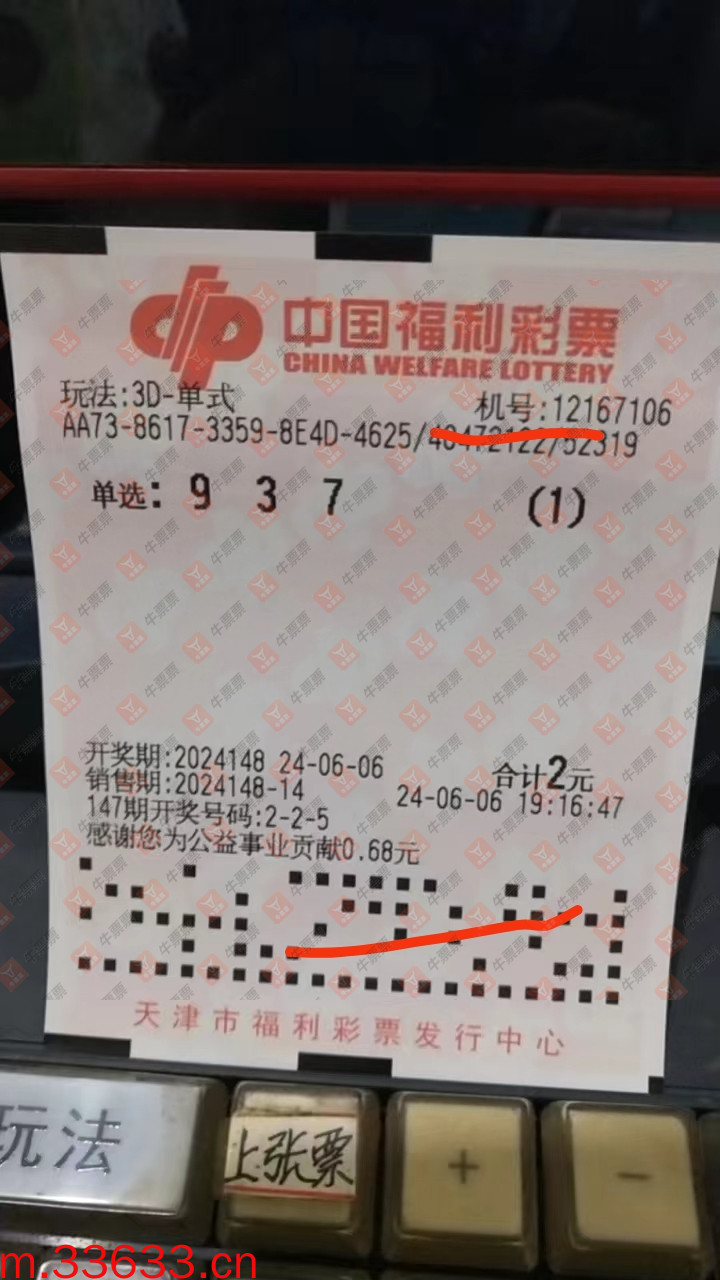 中国福利彩票
CHINA WELFARE LOTTERY
玩法:3D-单式 机号:12167106
AA73-8617-3359-8E4D-4625/ /52319
单选: 9 3 7 (1)
开奖期:2024148 24-06-06 合计2元
销售期:2024148-14 24-06-06 19:16:47
147期开奖号码:2-2-5
感谢您为公益事业贡献0.68元
天津市福利彩票发行中心
玩法 上张票 + -
m.33633.cn
牛票票